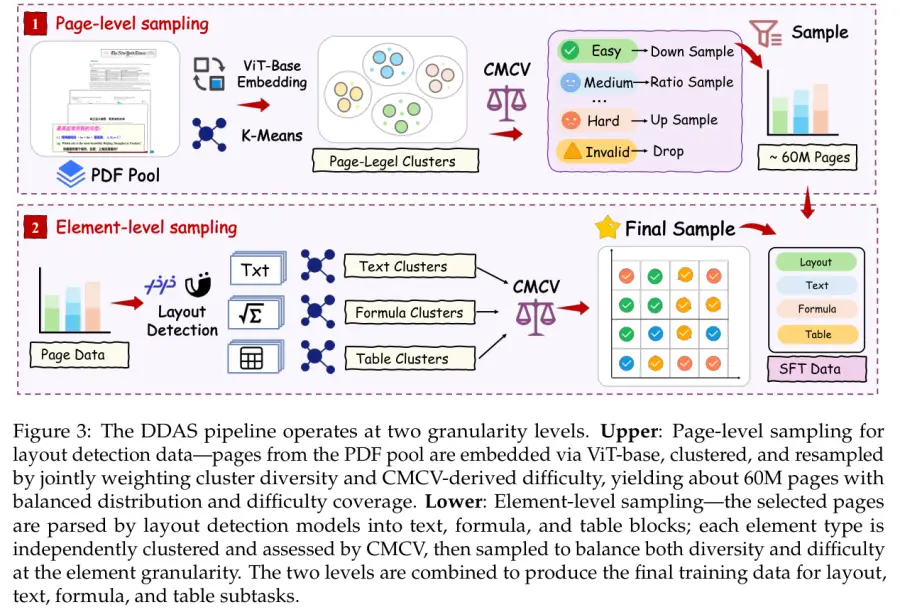 1 Page-level sampling
The New York Times
PDF Pool
ViT-Base
Embedding
K-Means
Page-Legel Clusters
CMCV
Easy Down Sample
Medium Ratio Sample
...
Hard Up Sample
Invalid Drop
Sample
~ 60M Pages
2 Element-level sampling
Page Data
Layout
Detection
Txt
√Σ
Text Clusters
Formula Clusters
Table Clusters
CMCV
Final Sample
Layout
Text
Formula
Table
SFT Data
Figure 3: The DDAS pipeline operates at two granularity levels. Upper: Page-level sampling for
layout detection data—pages from the PDF pool are embedded via ViT-base, clustered, and resampled
by jointly weighting cluster diversity and CMCV-derived difficulty, yielding about 60M pages with
balanced distribution and difficulty coverage. Lower: Element-level sampling—the selected pages
are parsed by layout detection models into text, formula, and table blocks; each element type is
independently clustered and assessed by CMCV, then sampled to balance both diversity and difficulty
at the element granularity. The two levels are combined to produce the final training data for layout,
text, formula, and table subtasks.